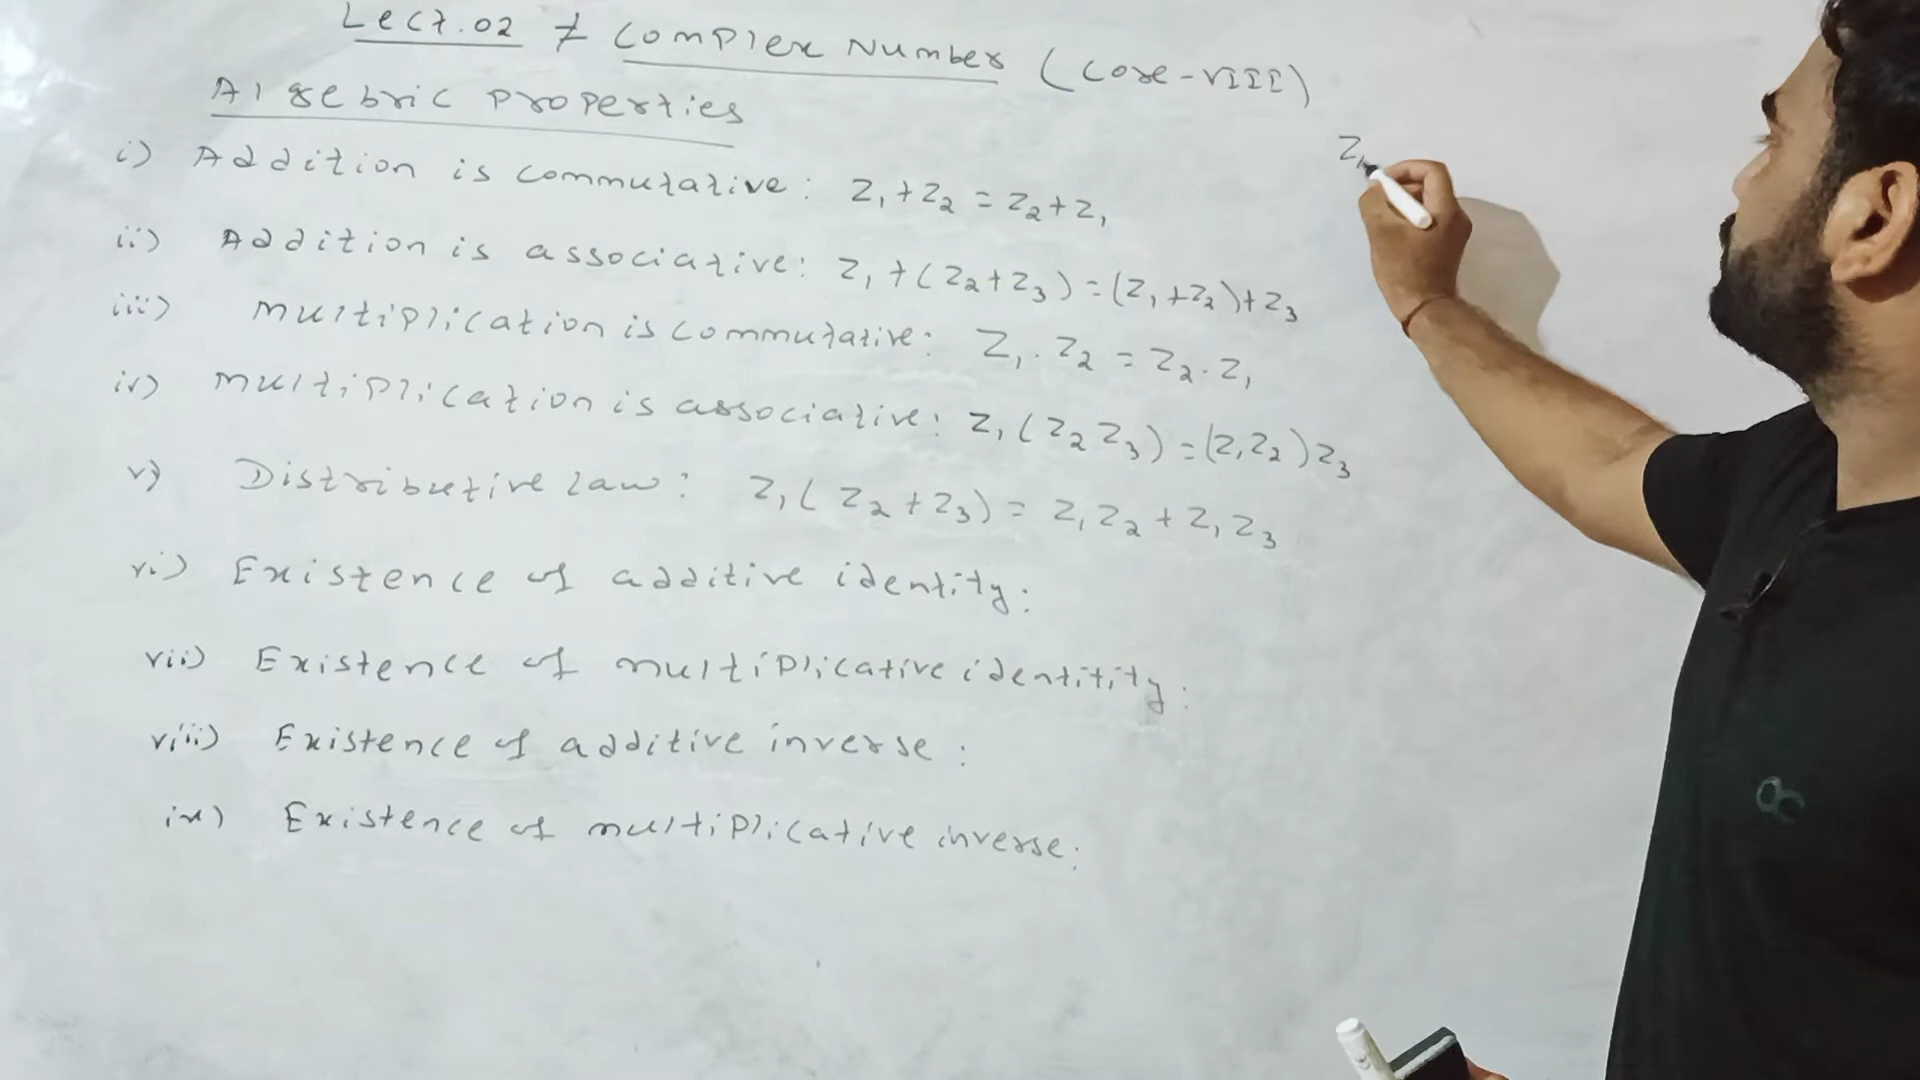 Lect.02 ≠ Complex Number (Core-VIII)
Algebric Properties
i) Addition is commutative: z₁+z₂ = z₂+z₁
ii) Addition is associative: z₁+(z₂+z₃) = (z₁+z₂)+z₃
iii) multiplication is commutative: z₁.z₂ = z₂.z₁
iv) multiplication is associative: z₁(z₂z₃) = (z₁z₂)z₃
v) Distributive law: z₁(z₂+z₃) = z₁z₂+z₁z₃
vi) Existence of additive identity:
vii) Existence of multiplicative identitity:
viii) Existence of additive inverse:
ix) Existence of multiplicative inverse:
z₁